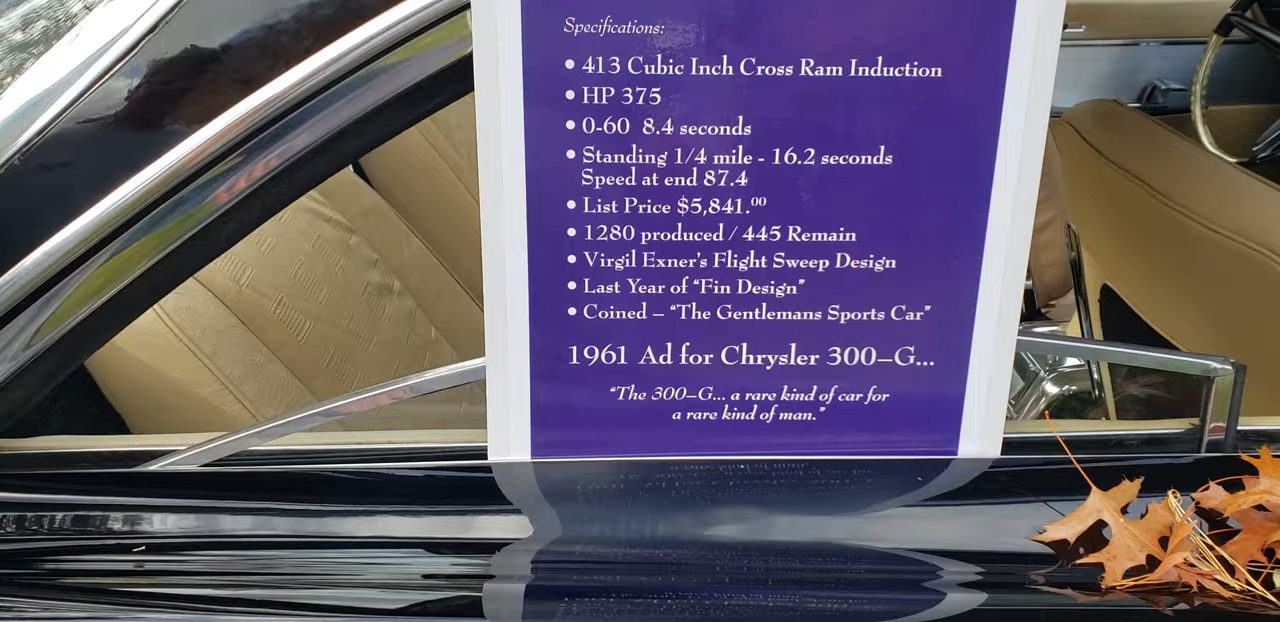 Specifications:
• 413 Cubic Inch Cross Ram Induction
• HP 375
• 0-60 8.4 seconds
• Standing 1/4 mile - 16.2 seconds
Speed at end 87.4
• List Price $5,841.00
• 1280 produced / 445 Remain
• Virgil Exner's Flight Sweep Design
• Last Year of "Fin Design"
• Coined – "The Gentlemans Sports Car"
1961 Ad for Chrysler 300–G...
"The 300–G... a rare kind of car for
a rare kind of man."